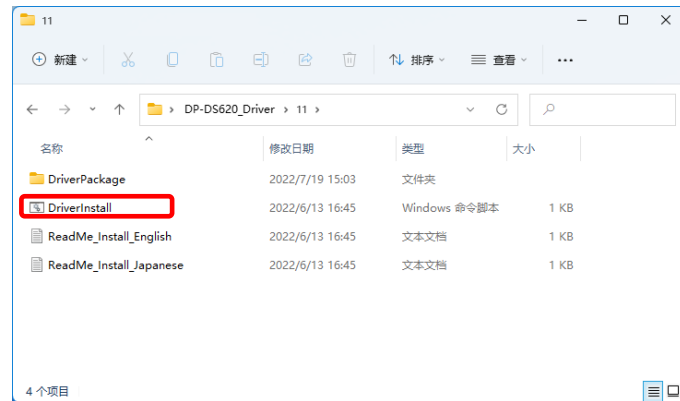 11
新建
排序
查看
DP-DS620_Driver > 11 >
名称 修改日期 类型 大小
DriverPackage 2022/7/19 15:03 文件夹
DriverInstall 2022/6/13 16:45 Windows 命令脚本 1 KB
ReadMe_Install_English 2022/6/13 16:45 文本文档 1 KB
ReadMe_Install_Japanese 2022/6/13 16:45 文本文档 1 KB
4 个项目